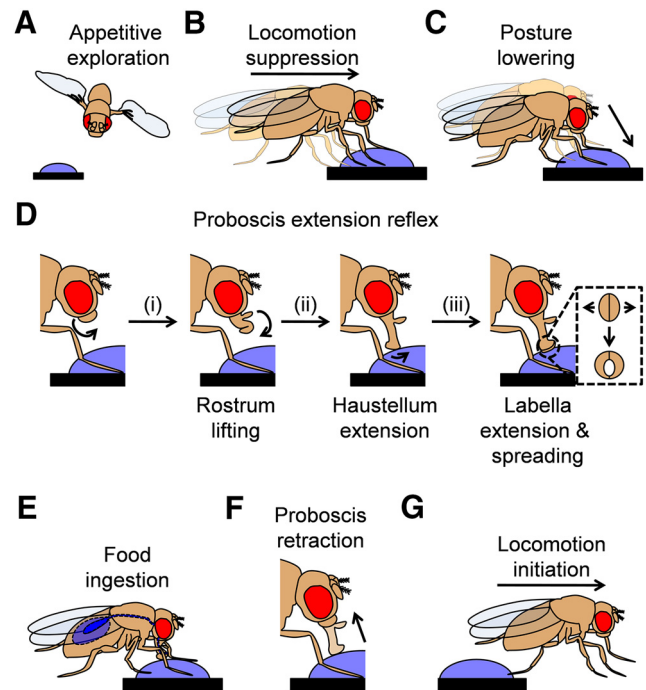 A
Appetitive
exploration
B
Locomotion
suppression
C
Posture
lowering
D
Proboscis extension reflex
(i)
(ii)
(iii)
Rostrum
lifting
Haustellum
extension
Labella
extension &
spreading
E
Food
ingestion
F
Proboscis
retraction
G
Locomotion
initiation